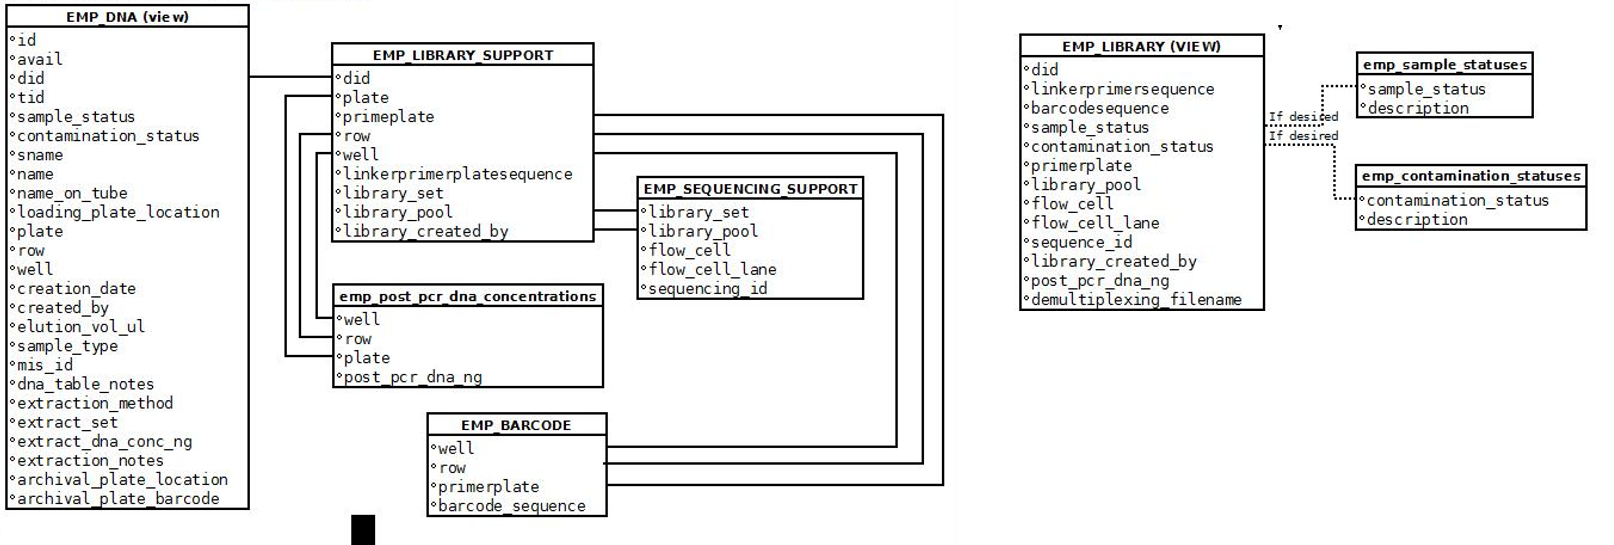 EMP_DNA (view)
id
avail
did
tid
sample_status
contamination_status
sname
name
name_on_tube
loading_plate_location
plate
row
well
creation_date
created_by
elution_vol_ul
sample_type
mis_id
dna_table_notes
extraction_method
extract_set
extract_dna_conc_ng
extraction_notes
archival_plate_location
archival_plate_barcode
EMP_LIBRARY_SUPPORT
did
plate
primeplate
row
well
linkerprimerplatesequence
library_set
library_pool
library_created_by
emp_post_pcr_dna_concentrations
well
row
plate
post_pcr_dna_ng
EMP_BARCODE
well
row
primerplate
barcode_sequence
EMP_SEQUENCING_SUPPORT
library_set
library_pool
flow_cell
flow_cell_lane
sequencing_id
EMP_LIBRARY (VIEW)
did
linkerprimersequence
barcodesequence
sample_status
contamination_status
primerplate
library_pool
flow_cell
flow_cell_lane
sequence_id
library_created_by
post_pcr_dna_ng
demultiplexing_filename
If desired
If desired
emp_sample_statuses
sample_status
description
emp_contamination_statuses
contamination_status
description